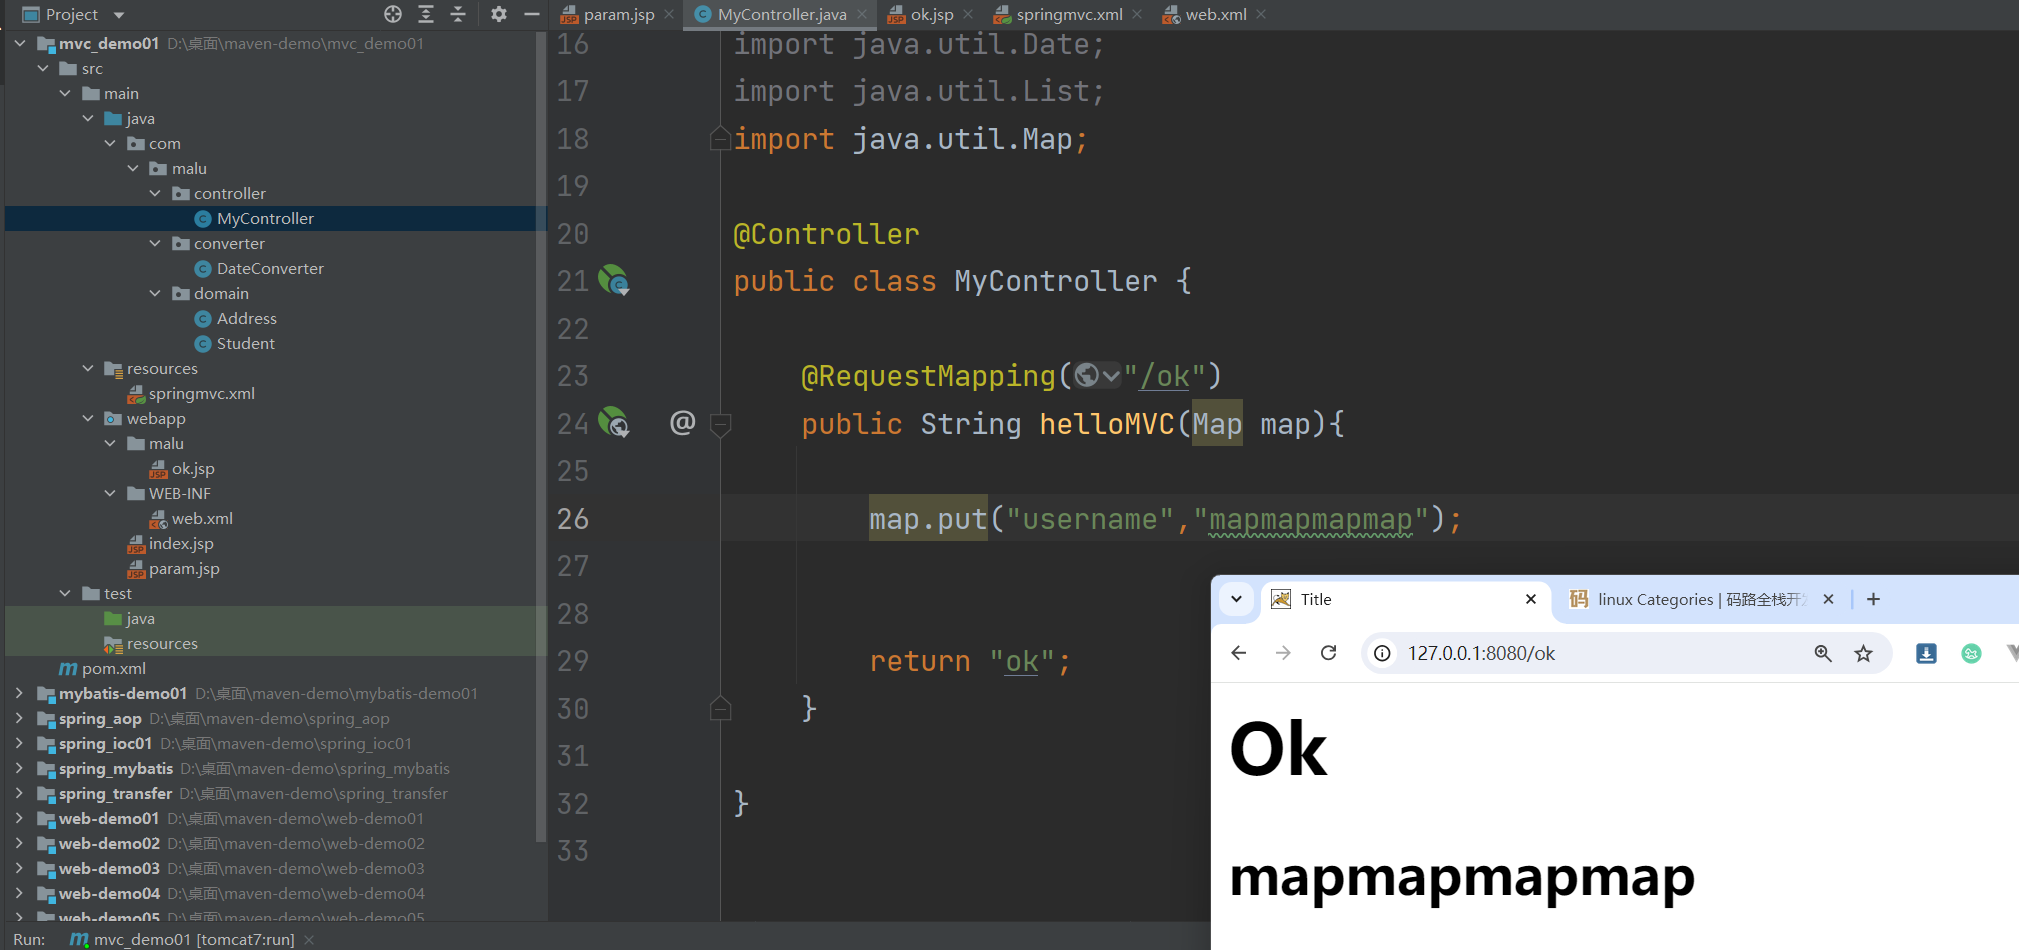 Project
param.jsp
MyController.java
ok.jsp
springmvc.xml
web.xml
mvc_demo01 D:\桌面\maven-demo\mvc_demo01
src
main
java
com
malu
controller
MyController
converter
DateConverter
domain
Address
Student
resources
springmvc.xml
webapp
malu
ok.jsp
WEB-INF
web.xml
index.jsp
param.jsp
test
java
resources
pom.xml
mybatis-demo01 D:\桌面\maven-demo\mybatis-demo01
spring_aop D:\桌面\maven-demo\spring_aop
spring_ioc01 D:\桌面\maven-demo\spring_ioc01
spring_mybatis D:\桌面\maven-demo\spring_mybatis
spring_transfer D:\桌面\maven-demo\spring_transfer
web-demo01 D:\桌面\maven-demo\web-demo01
web-demo02 D:\桌面\maven-demo\web-demo02
web-demo03 D:\桌面\maven-demo\web-demo03
web-demo04 D:\桌面\maven-demo\web-demo04
web-demo05 D:\桌面\maven-demo\web-demo05
16 import java.util.Date;
17 import java.util.List;
18 import java.util.Map;
19
20 @Controller
21 public class MyController {
22
23 @RequestMapping("/ok")
24 @ public String helloMVC(Map map){
25
26 map.put("username","mapmapmapmap");
27
28
29 return "ok";
30 }
31
32 }
33
Title
码 linux Categories | 码路全栈开
127.0.0.1:8080/ok
Ok
mapmapmapmap
Run: mvc_demo01 [tomcat7:run]